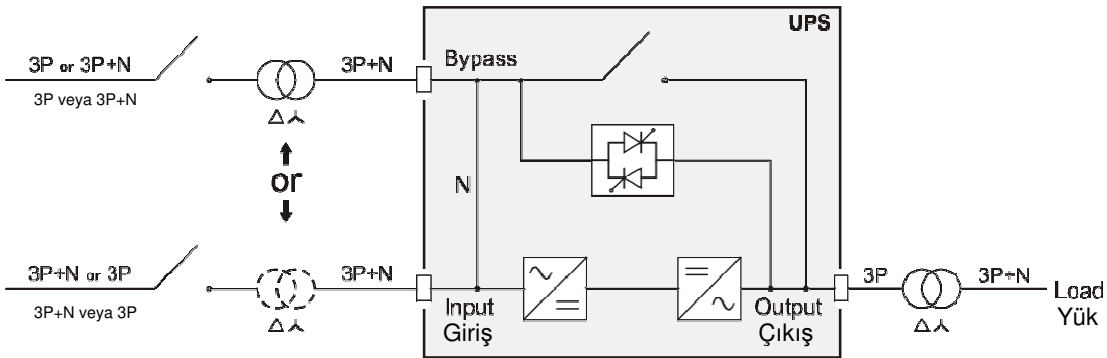 UPS
3P or 3P+N
3P veya 3P+N
3P+N
Bypass
or
N
3P+N or 3P
3P+N veya 3P
3P+N
Input
Giriş
Output
Çıkış
3P
3P+N
Load
Yük